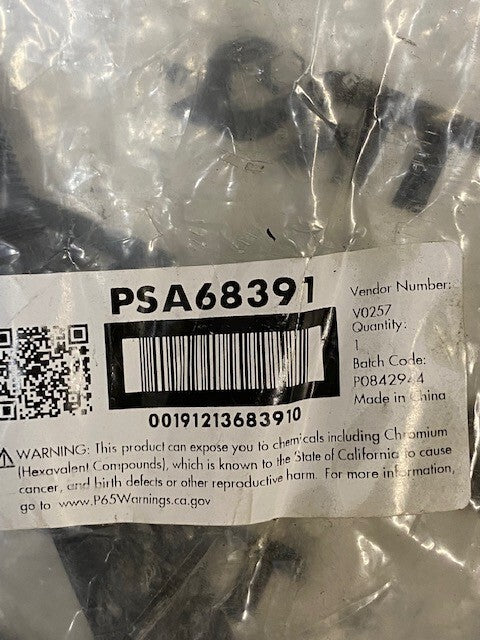 PSA68391
00191213683910
Vendor Number:
V0257
Quantity:
1
Batch Code:
Made in China
WARNING: This product can expose you to chemicals including Chromium
(Hexavalent Compounds), which is known to the State of California to cause
cancer, and birth defects or other reproductive harm. For more information,
go to www.P65Warnings.ca.gov